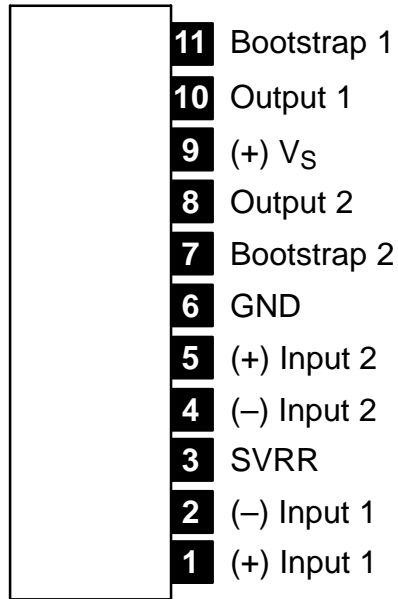 11 Bootstrap 1
10 Output 1
9 (+) VS
8 Output 2
7 Bootstrap 2
6 GND
5 (+) Input 2
4 (–) Input 2
3 SVRR
2 (–) Input 1
1 (+) Input 1